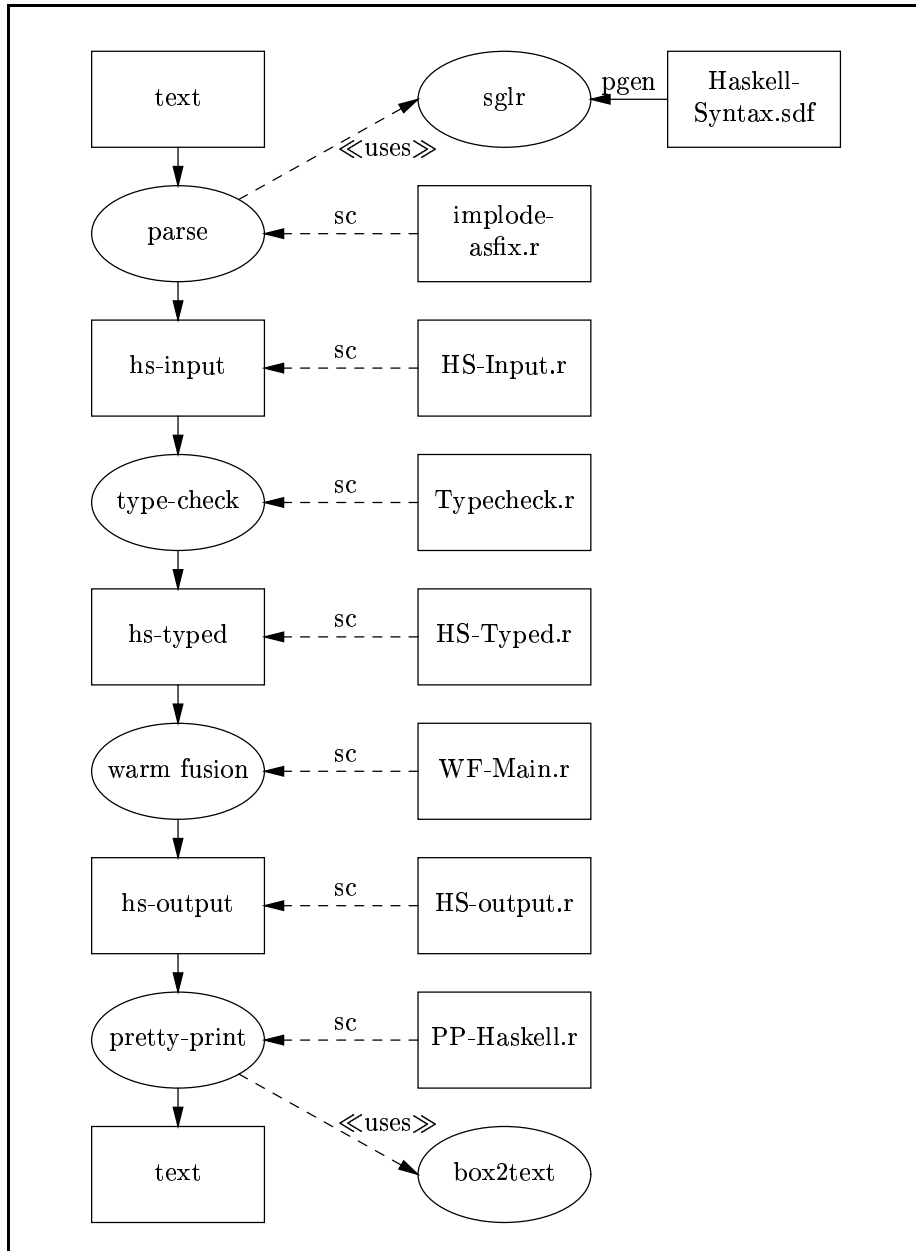 text
sglr
pgen
Haskell-
Syntax.sdf
≪uses≫
parse
sc
implode-
asfix.r
hs-input
sc
HS-Input.r
type-check
sc
Typecheck.r
hs-typed
sc
HS-Typed.r
warm fusion
sc
WF-Main.r
hs-output
sc
HS-output.r
pretty-print
sc
PP-Haskell.r
≪uses≫
text
box2text